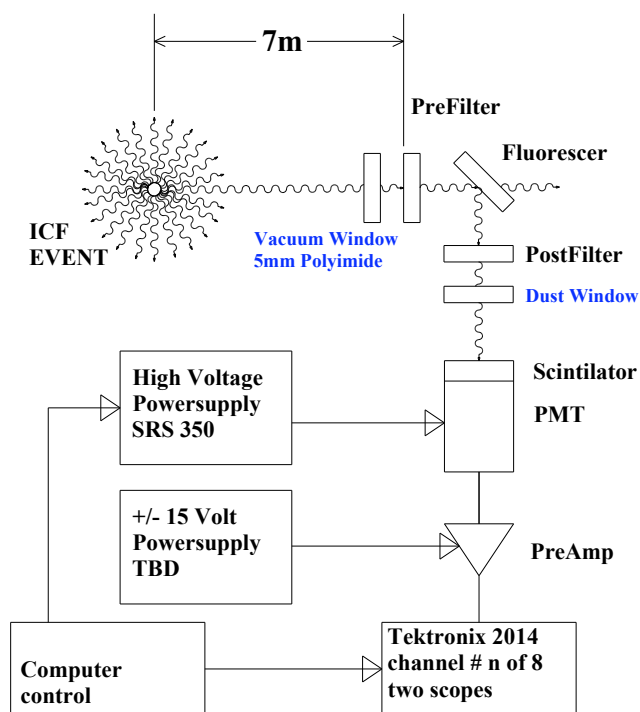 7m
PreFilter
Fluorescer
ICF
EVENT
Vacuum Window
5mm Polyimide
PostFilter
Dust Window
High Voltage
Powersupply
SRS 350
Scintilator
PMT
+/- 15 Volt
Powersupply
TBD
PreAmp
Computer
control
Tektronix 2014
channel # n of 8
two scopes